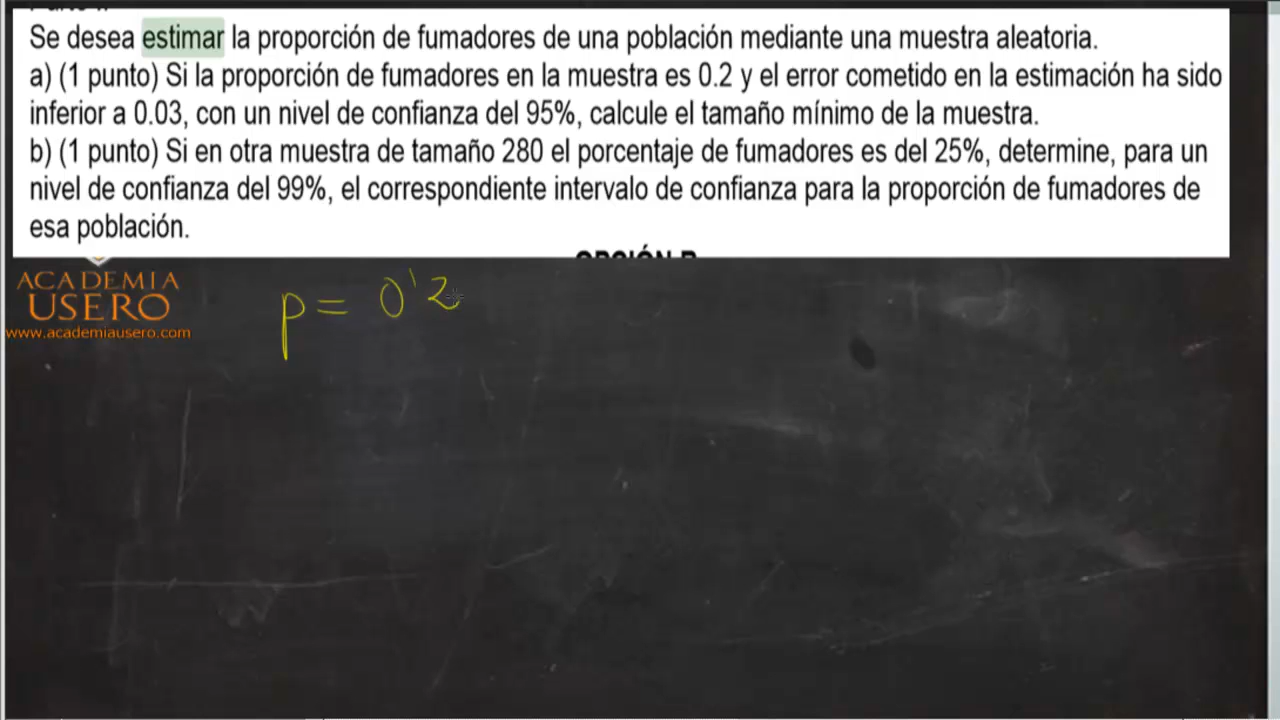 Se desea estimar la proporción de fumadores de una población mediante una muestra aleatoria.
a) (1 punto) Si la proporción de fumadores en la muestra es 0.2 y el error cometido en la estimación ha sido
inferior a 0.03, con un nivel de confianza del 95%, calcule el tamaño mínimo de la muestra.
b) (1 punto) Si en otra muestra de tamaño 280 el porcentaje de fumadores es del 25%, determine, para un
nivel de confianza del 99%, el correspondiente intervalo de confianza para la proporción de fumadores de
esa población.
ACADEMIA
USERO
www.academiausero.com
p = 0'2